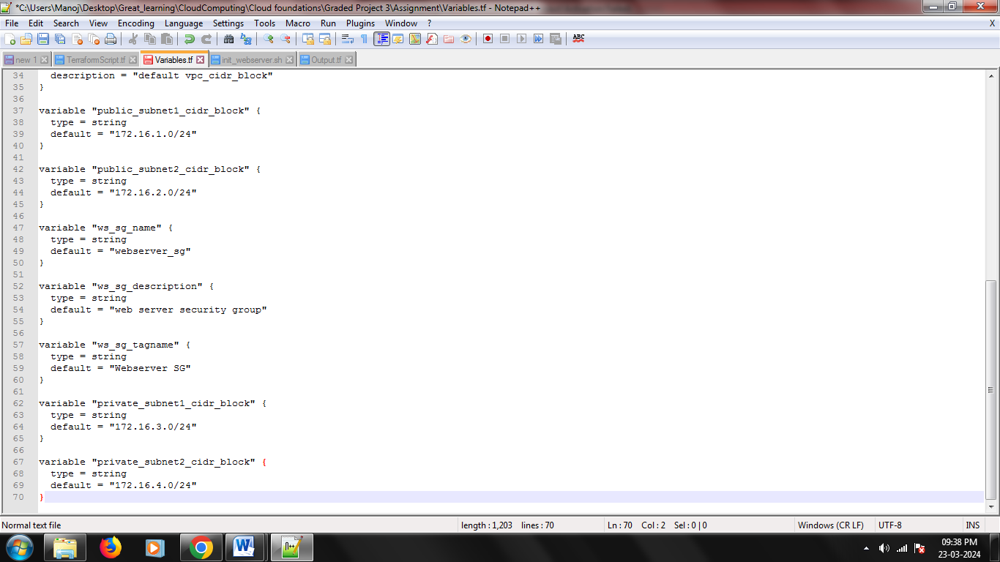 *C:\Users\Manoj\Desktop\Great_learning\CloudComputing\Cloud foundations\Graded Project 3\Assignment\Variables.tf - Notepad++
File Edit Search View Encoding Language Settings Tools Macro Run Plugins Window ? X
new 1 TerraformScript.tf Variables.tf init_webserver.sh Output.tf
34 description = "default vpc_cidr_block"
35 }
36
37 variable "public_subnet1_cidr_block" {
38 type = string
39 default = "172.16.1.0/24"
40 }
41
42 variable "public_subnet2_cidr_block" {
43 type = string
44 default = "172.16.2.0/24"
45 }
46
47 variable "ws_sg_name" {
48 type = string
49 default = "webserver_sg"
50 }
51
52 variable "ws_sg_description" {
53 type = string
54 default = "web server security group"
55 }
56
57 variable "ws_sg_tagname" {
58 type = string
59 default = "Webserver SG"
60 }
61
62 variable "private_subnet1_cidr_block" {
63 type = string
64 default = "172.16.3.0/24"
65 }
66
67 variable "private_subnet2_cidr_block" {
68 type = string
69 default = "172.16.4.0/24"
70 }
Normal text file length : 1,203 lines : 70 Ln : 70 Col : 2 Sel : 0 | 0 Windows (CR LF) UTF-8 INS
09:38 PM
23-03-2024